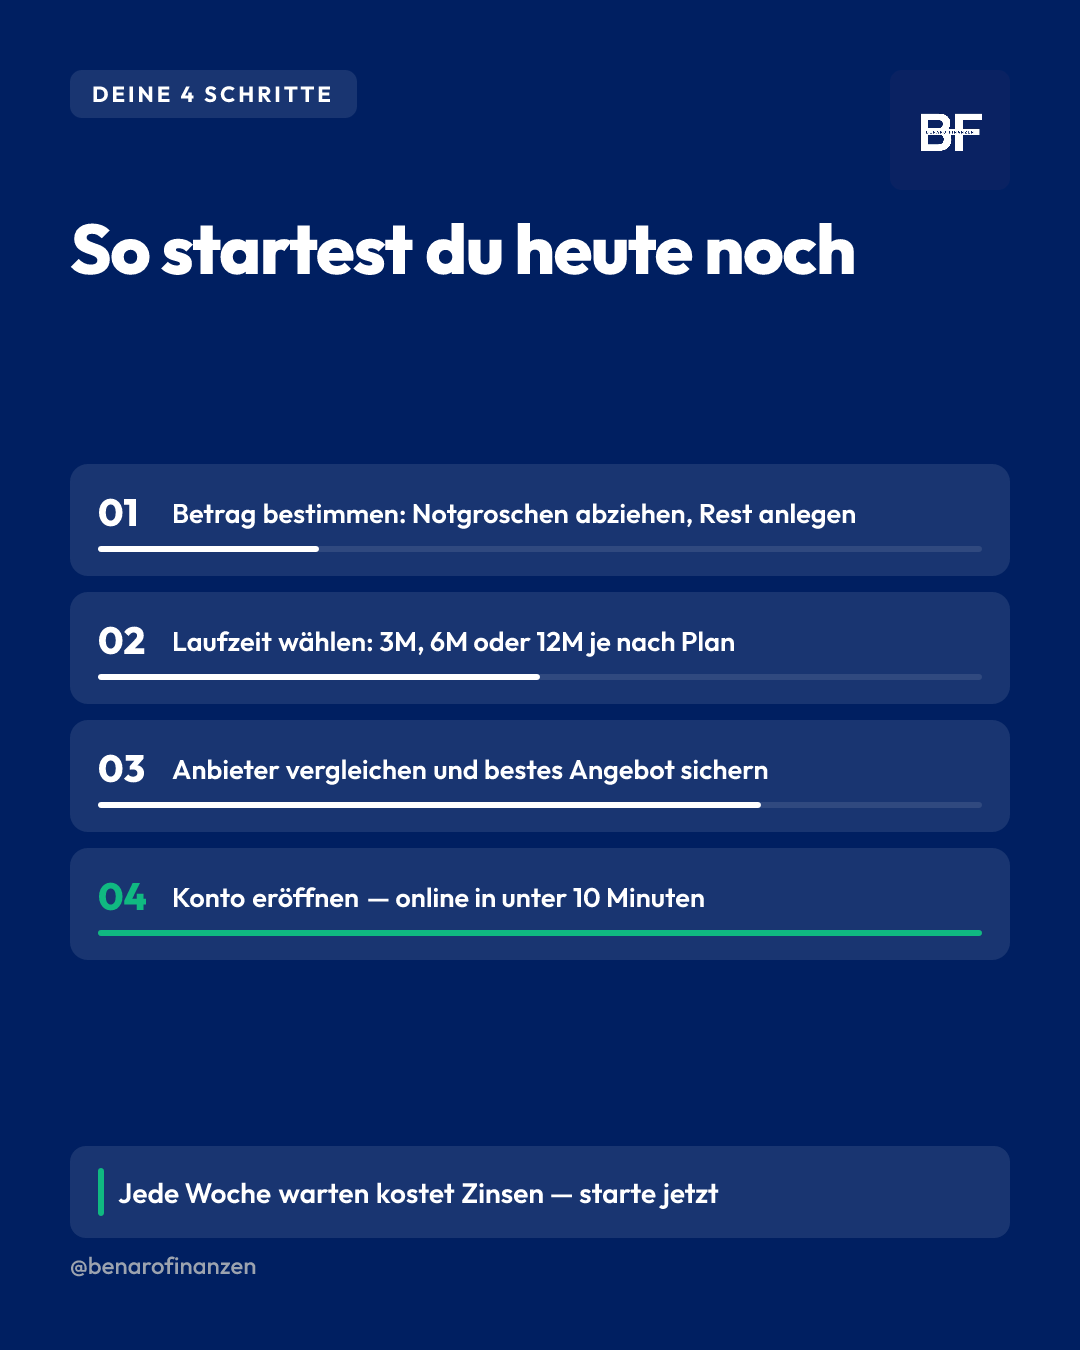 DEINE 4 SCHRITTE
BF
So startest du heute noch
01 Betrag bestimmen: Notgroschen abziehen, Rest anlegen
02 Laufzeit wählen: 3M, 6M oder 12M je nach Plan
03 Anbieter vergleichen und bestes Angebot sichern
04 Konto eröffnen — online in unter 10 Minuten
Jede Woche warten kostet Zinsen — starte jetzt
@benarofinanzen